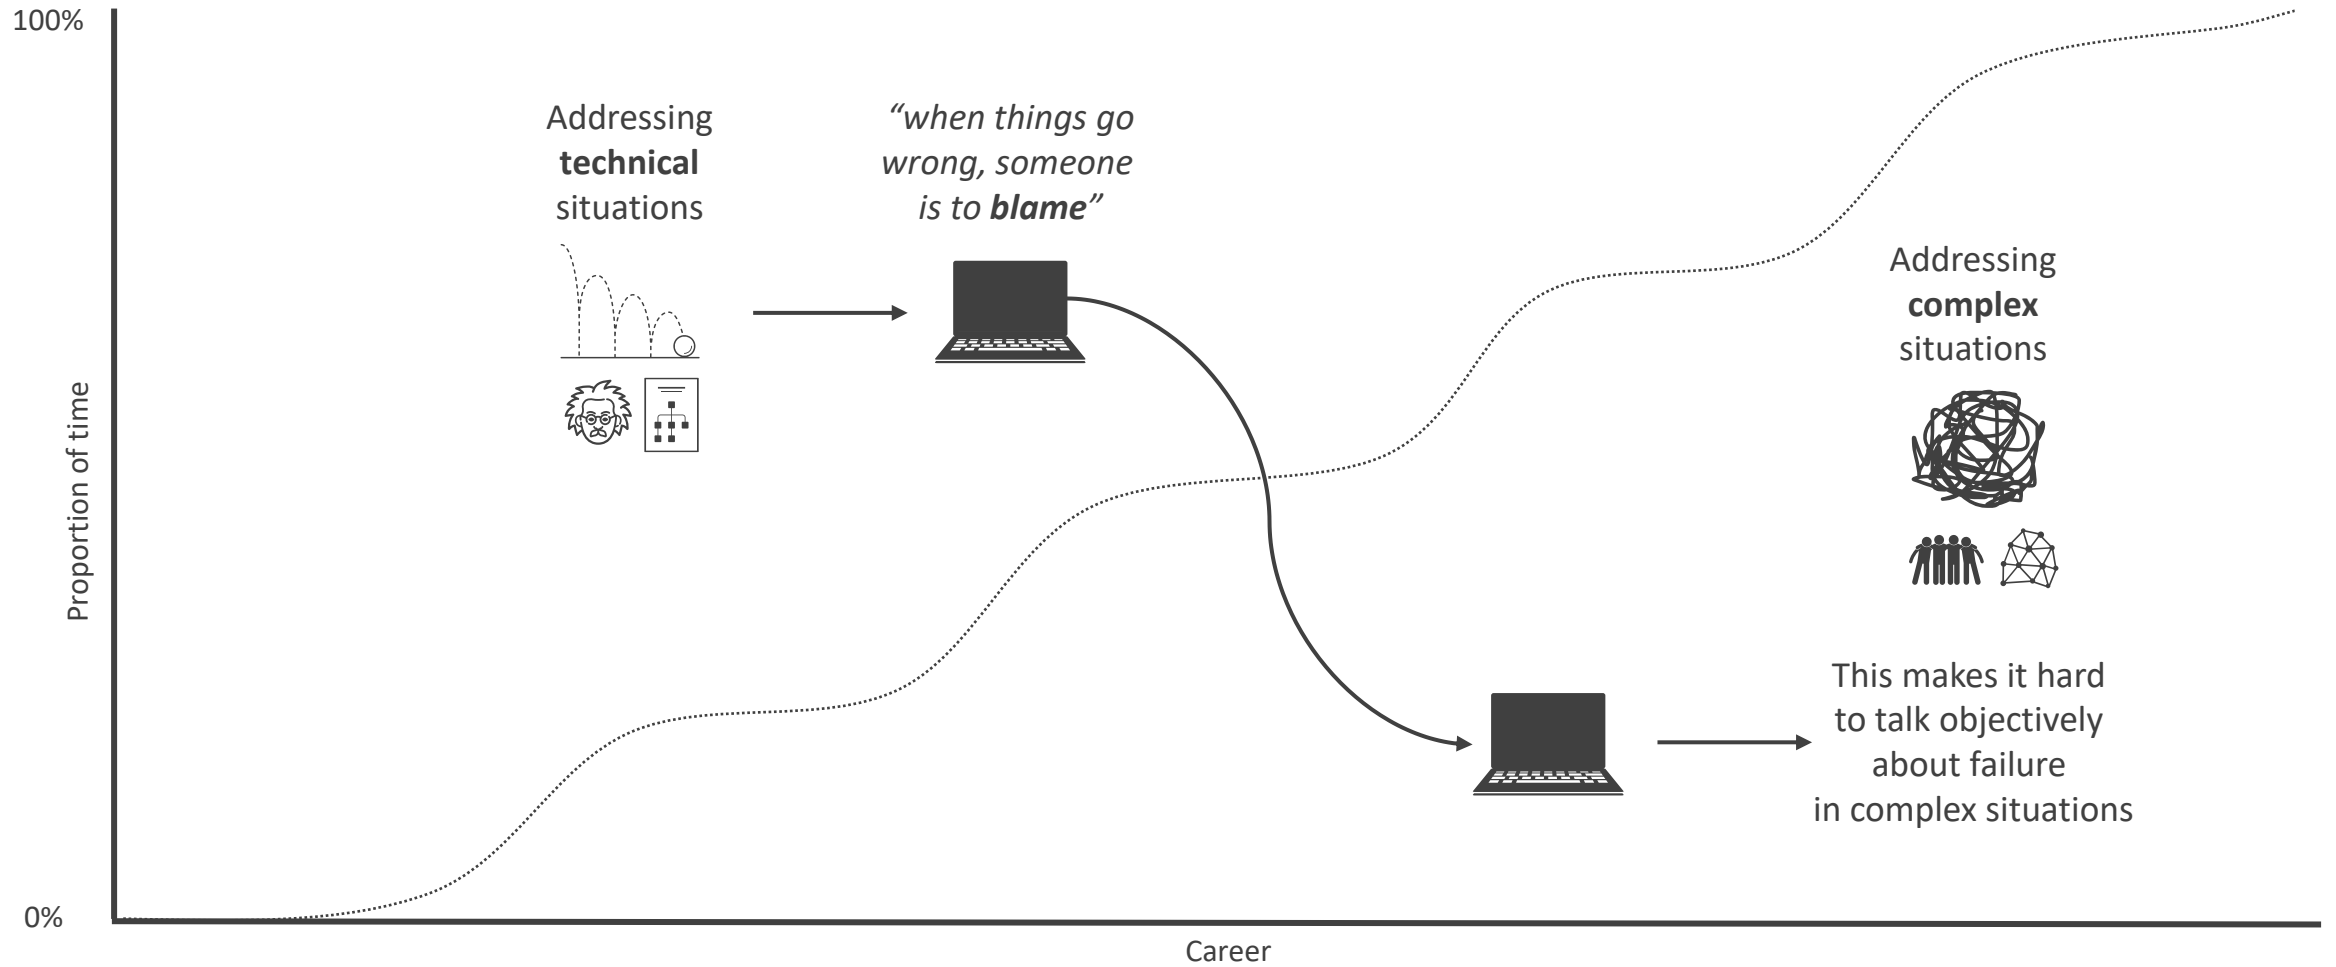 100%
Addressing
technical
situations
“when things go
wrong, someone
is to blame”
Addressing
complex
situations
Proportion of time
This makes it hard
to talk objectively
about failure
in complex situations
0%
Career